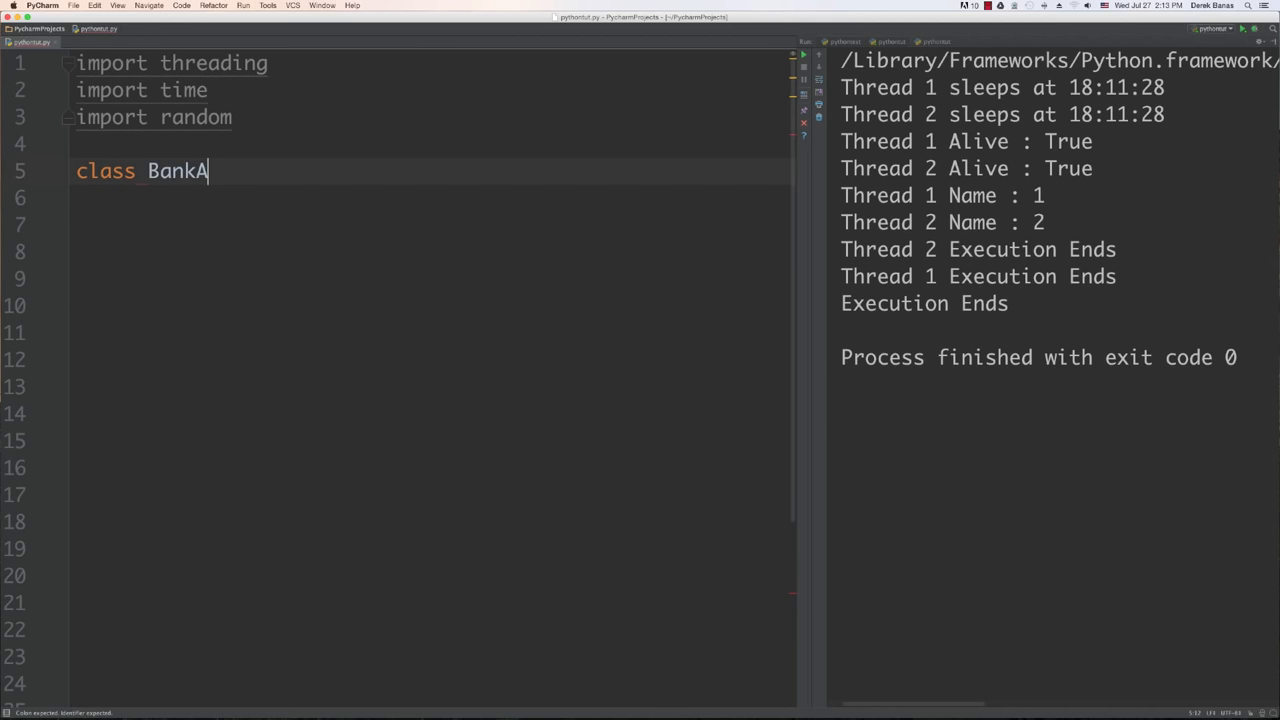 PyCharm File Edit View Navigate Code Refactor Run Tools VCS Window Help
10 Wed Jul 27 2:13 PM Derek Banas
pythontut.py - PycharmProjects - [~/PycharmProjects]
PycharmProjects pythontut.py
pythontut
pythontut.py
Run: pythontest pythontut pythontut
1 import threading
2 import time
3 import random
4
5 class BankA
6
7
8
9
10
11
12
13
14
15
16
17
18
19
20
21
22
23
24
25
/Library/Frameworks/Python.framework/
Thread 1 sleeps at 18:11:28
Thread 2 sleeps at 18:11:28
Thread 1 Alive : True
Thread 2 Alive : True
Thread 1 Name : 1
Thread 2 Name : 2
Thread 2 Execution Ends
Thread 1 Execution Ends
Execution Ends
Process finished with exit code 0
Colon expected. Identifier expected.
5:12 LF‡ UTF-8‡